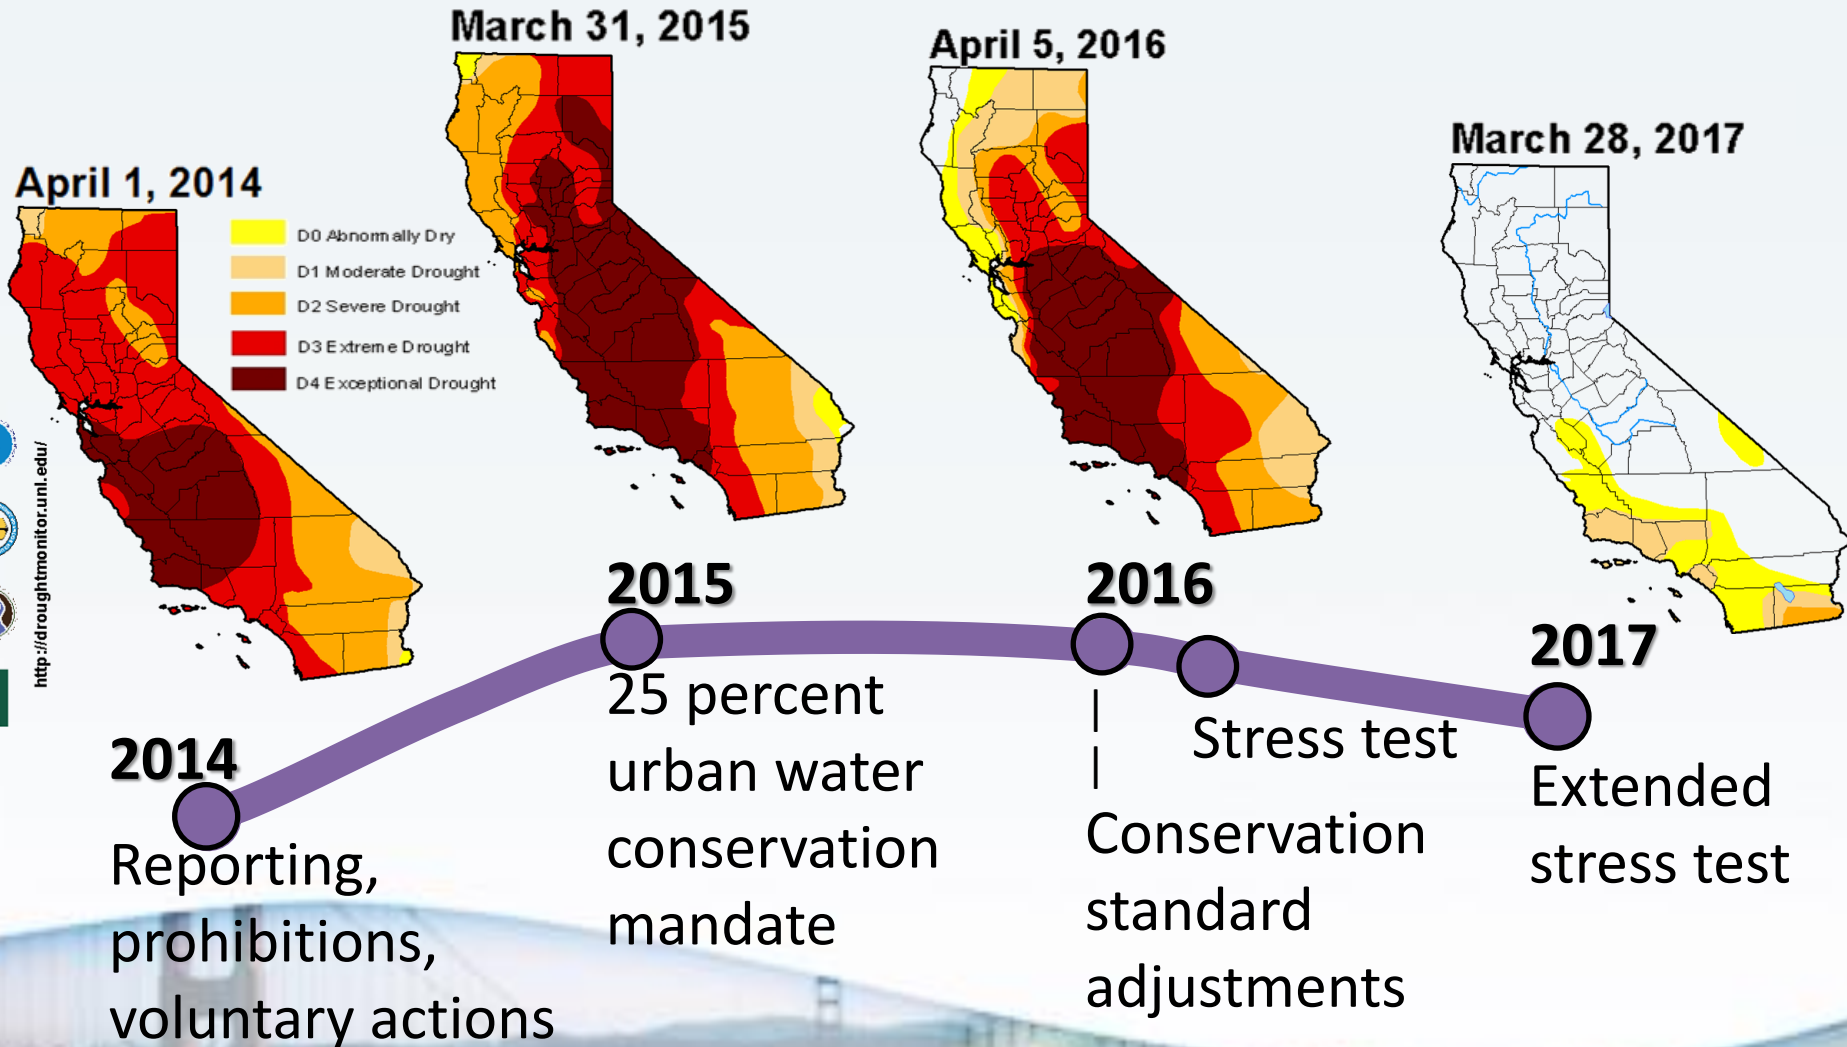 March 31, 2015
April 5, 2016
March 28, 2017
April 1, 2014
D0 Abnormally Dry
D1 Moderate Drought
D2 Severe Drought
D3 Extreme Drought
D4 Exceptional Drought
http://droughtmonitor.unl.edu/
2014
Reporting,
prohibitions,
voluntary actions
2015
25 percent
urban water
conservation
mandate
2016
Conservation
standard
adjustments
Stress test
2017
Extended
stress test